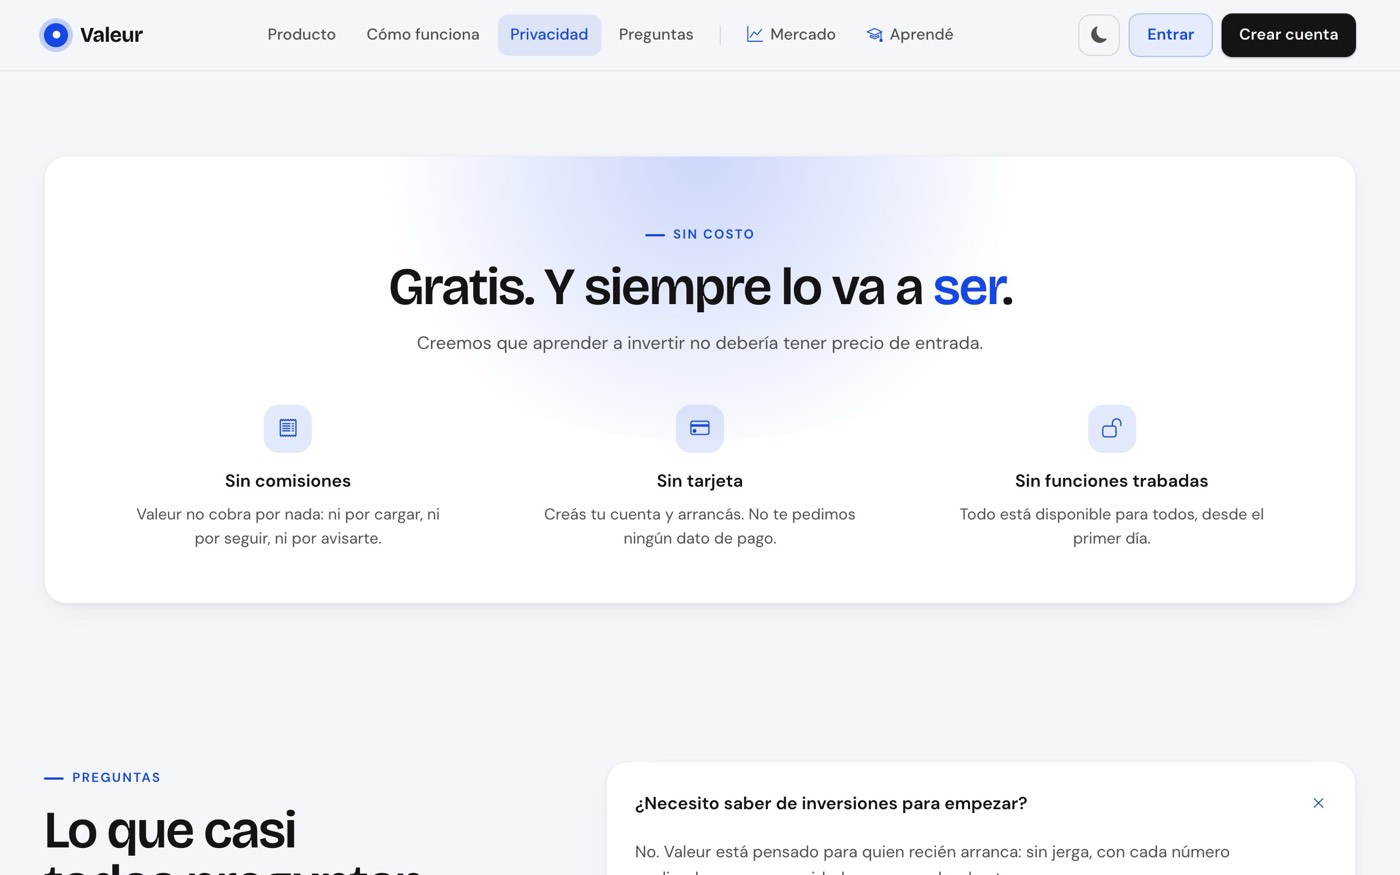 Valeur
Producto
Cómo funciona
Privacidad
Preguntas
Mercado
Aprendé
Entrar
Crear cuenta
SIN COSTO
Gratis. Y siempre lo va a ser.
Creemos que aprender a invertir no debería tener precio de entrada.
Sin comisiones
Valeur no cobra por nada: ni por cargar, ni
por seguir, ni por avisarte.
Sin tarjeta
Creás tu cuenta y arrancás. No te pedimos
ningún dato de pago.
Sin funciones trabadas
Todo está disponible para todos, desde el
primer día.
PREGUNTAS
Lo que casi
todos preguntan
¿Necesito saber de inversiones para empezar?
No. Valeur está pensado para quien recién arranca: sin jerga, con cada número